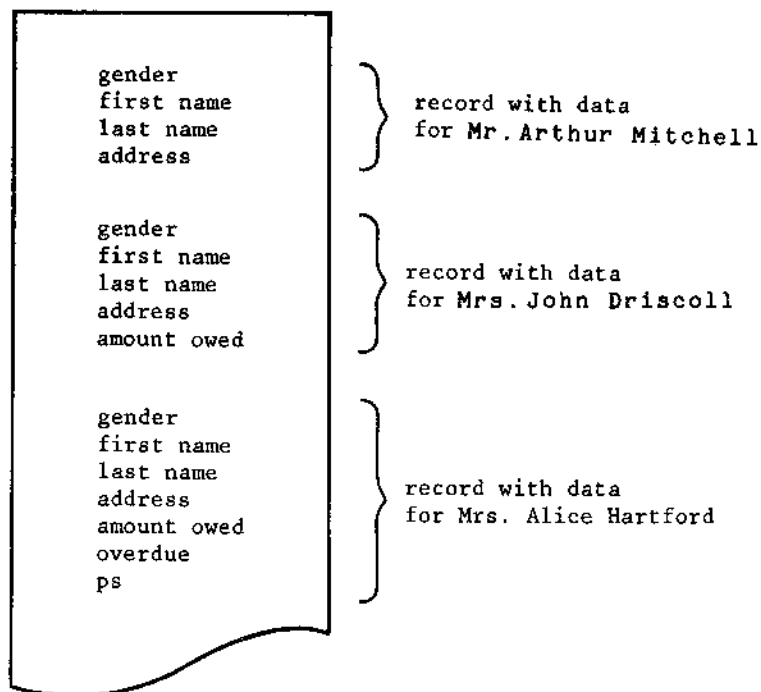 gender
first name
last name
address
record with data
for Mr. Arthur Mitchell
gender
first name
last name
address
amount owed
record with data
for Mrs. John Driscoll
gender
first name
last name
address
amount owed
overdue
ps
record with data
for Mrs. Alice Hartford